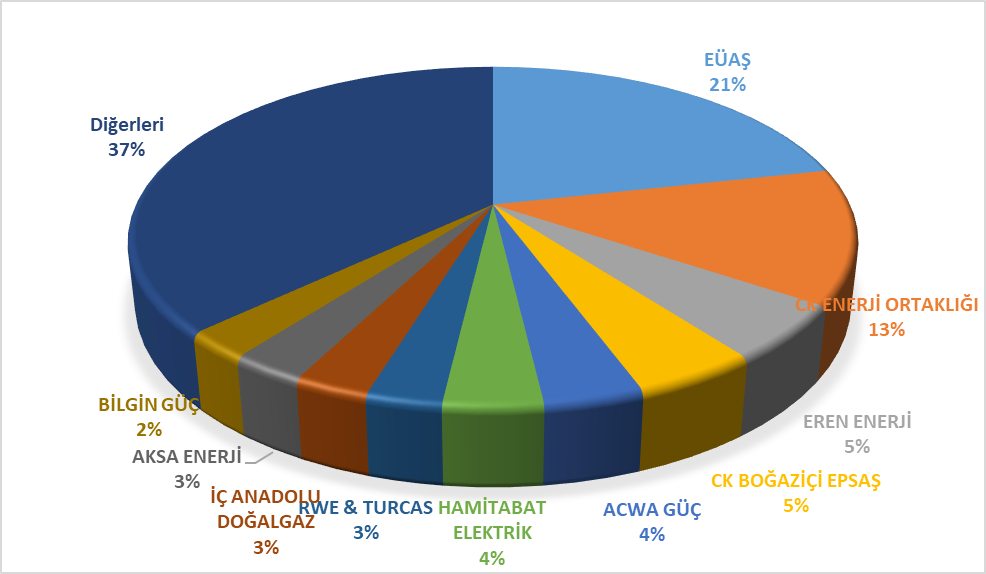 EÜAŞ
21%
CK ENERJİ ORTAKLIĞI
13%
EREN ENERJİ
5%
CK BOĞAZİÇİ EPSAŞ
5%
ACWA GÜÇ
4%
HAMİTABAT
ELEKTRİK
4%
RWE & TURCAS
3%
İÇ ANADOLU
DOĞALGAZ
3%
AKSA ENERJİ
3%
BİLGİN GÜÇ
2%
Diğerleri
37%